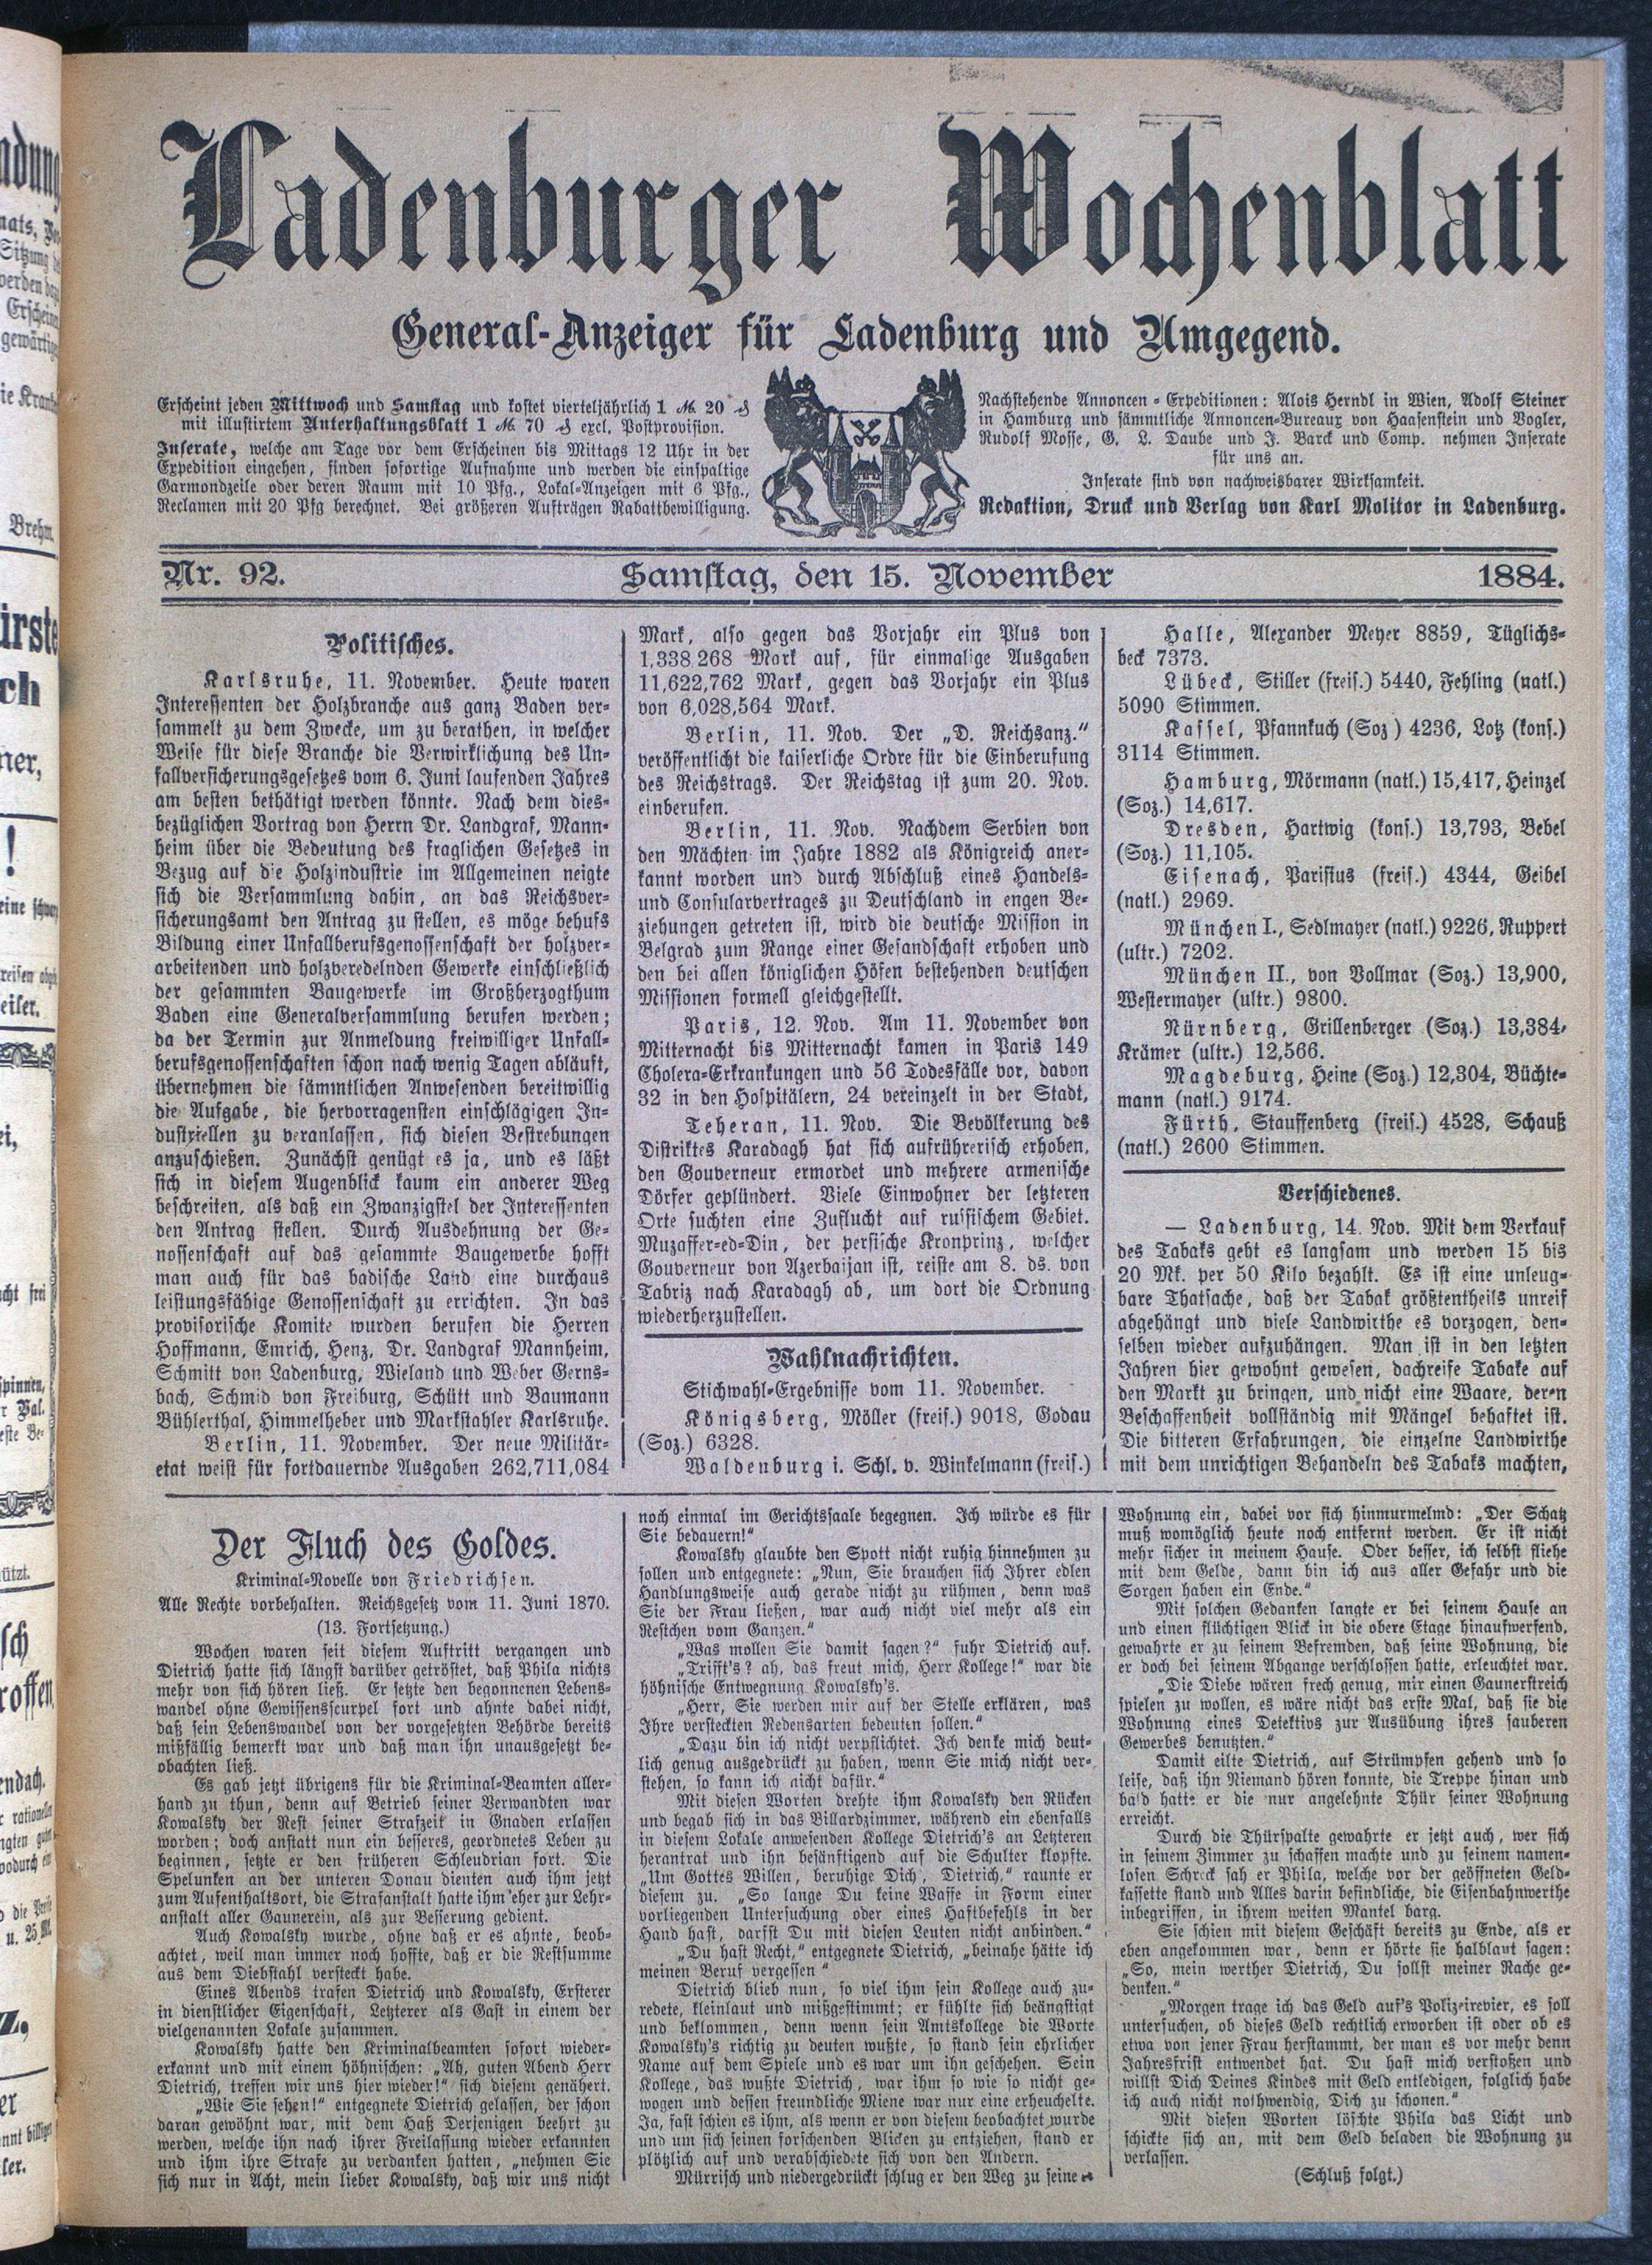 Ladenburger Wochenblatt
General-Anzeiger für Ladenburg und Umgegend.
Erscheint jeden Mittwoch und Samstag und kostet vierteljährlich 1 M. 20 ₰
mit illustirtem Unterhaltungsblatt 1 M. 70 ₰ excl. Postprovision.
Inserate, welche am Tage vor dem Erscheinen bis Mittags 12 Uhr in der
Expedition eingehen, finden sofortige Aufnahme und werden die einspaltige
Garmondzeile oder deren Raum mit 10 Pfg., Lokal-Anzeigen mit 6 Pfg.,
Reclamen mit 20 Pfg berechnet. Bei größeren Aufträgen Rabattbewilligung.
Nachstehende Annoncen-Expeditionen: Alois Herndl in Wien, Adolf Steiner
in Hamburg und sämmtliche Annoncen-Bureaux von Haasenstein und Vogler,
Rudolf Mosse, G. L. Daube und J. Barck und Comp. nehmen Inserate
für uns an.
Inserate sind von nachweisbarer Wirksamkeit.
Redaktion, Druck und Verlag von Karl Molitor in Ladenburg.
Nr. 92. Samstag, den 15. November 1884.
Politisches.
Karlsruhe, 11. November. Heute waren
Interessenten der Holzbranche aus ganz Baden ver-
sammelt zu dem Zwecke, um zu berathen, in welcher
Weise für diese Branche die Verwirklichung des Un-
fallversicherungsgesetzes vom 6. Juni laufenden Jahres
am besten bethätigt werden könnte. Nach dem dies-
bezüglichen Vortrag von Herrn Dr. Landgraf, Mann-
heim über die Bedeutung des fraglichen Gesetzes in
Bezug auf die Holzindustrie im Allgemeinen neigte
sich die Versammlung dahin, an das Reichsver-
sicherungsamt den Antrag zu stellen, es möge behufs
Bildung einer Unfallberufsgenossenschaft der holzver-
arbeitenden und holzveredelnden Gewerke einschließlich
der gesammten Baugewerke im Großherzogthum
Baden eine Generalversammlung berufen werden;
da der Termin zur Anmeldung freiwilliger Unfall-
berufsgenossenschaften schon nach wenig Tagen abläuft,
übernehmen die sämmtlichen Anwesenden bereitwillig
die Aufgabe, die hervorragensten einschlägigen In-
dustriellen zu veranlassen, sich diesen Bestrebungen
anzuschießen. Zunächst genügt es ja, und es läßt
sich in diesem Augenblick kaum ein anderer Weg
beschreiten, als daß ein Zwanzigstel der Interessenten
den Antrag stellen. Durch Ausdehnung der Ge-
nossenschaft auf das gesammte Baugewerbe hofft
man auch für das badische Land eine durchaus
leistungsfähige Genossenschaft zu errichten. In das
provisorische Komite wurden berufen die Herren
Hoffmann, Emrich, Henz, Dr. Landgraf Mannheim,
Schmitt von Ladenburg, Wieland und Weber Gerns-
bach, Schmid von Freiburg, Schütt und Baumann
Bühlerthal, Himmelheber und Markstahler Karlsruhe.
Berlin, 11. November. Der neue Militär-
etat weist für fortdauernde Ausgaben 262,711,084
Mark, also gegen das Vorjahr ein Plus von
1,338,268 Mark auf, für einmalige Ausgaben
11,622,762 Mark, gegen das Vorjahr ein Plus
von 6,028,564 Mark.
Berlin, 11. Nov. Der „D. Reichsanz.“
veröffentlicht die kaiserliche Ordre für die Einberufung
des Reichstrags. Der Reichstag ist zum 20. Nov.
einberufen.
Berlin, 11. Nov. Nachdem Serbien von
den Mächten im Jahre 1882 als Königreich aner-
kannt worden und durch Abschluß eines Handels-
und Consularvertrages zu Deutschland in engen Be-
ziehungen getreten ist, wird die deutsche Mission in
Belgrad zum Range einer Gesandschaft erhoben und
den bei allen königlichen Höfen bestehenden deutschen
Missionen formell gleichgestellt.
Paris, 12. Nov. Am 11. November von
Mitternacht bis Mitternacht kamen in Paris 149
Cholera-Erkrankungen und 56 Todesfälle vor, davon
32 in den Hospitälern, 24 vereinzelt in der Stadt,
Teheran, 11. Nov. Die Bevölkerung des
Distriktes Karadagh hat sich aufrührerisch erhoben,
den Gouverneur ermordet und mehrere armenische
Dörfer geplündert. Viele Einwohner der letzteren
Orte suchten eine Zuflucht auf russischem Gebiet.
Muzaffer-ed-Din, der persische Kronprinz, welcher
Gouverneur von Azerbaijan ist, reiste am 8. ds. von
Tabriz nach Karadagh ab, um dort die Ordnung
wiederherzustellen.
Wahlnachrichten.
Stichwahl-Ergebnisse vom 11. November.
Königsberg, Möller (freis.) 9018, Godau
(Soz.) 6328.
Waldenburg i. Schl. v. Winkelmann (freis.)
Halle, Alexander Meyer 8859, Tüglichs-
beck 7373.
Lübeck, Stiller (freis.) 5440, Fehling (natl.)
5090 Stimmen.
Kassel, Pfannkuch (Soz ) 4236, Lotz (kons.)
3114 Stimmen.
Hamburg, Mörmann (natl.) 15,417, Heinzel
(Soz.) 14,617.
Dresden, Hartwig (kons.) 13,793, Bebel
(Soz.) 11,105.
Eisenach, Parisius (freis.) 4344, Geibel
(natl.) 2969.
München I., Sedlmayer (natl.) 9226, Ruppert
(ultr.) 7202.
München II., von Vollmar (Soz.) 13,900,
Westermayer (ultr.) 9800.
Nürnberg, Grillenberger (Soz.) 13,384,
Krämer (ultr.) 12,566.
Magdeburg, Heine (Soz.) 12,304, Büchte-
mann (natl.) 9174.
Fürth, Stauffenberg (freis.) 4528, Schauß
(natl.) 2600 Stimmen.
Verschiedenes.
— Ladenburg, 14. Nov. Mit dem Verkauf
des Tabaks geht es langsam und werden 15 bis
20 Mk. per 50 Kilo bezahlt. Es ist eine unleug-
bare Thatsache, daß der Tabak größtentheils unreif
abgehängt und viele Landwirthe es vorzogen, den-
selben wieder aufzuhängen. Man ist in den letzten
Jahren hier gewohnt gewesen, dachreife Tabake auf
den Markt zu bringen, und nicht eine Waare, deren
Beschaffenheit vollständig mit Mängel behaftet ist.
Die bitteren Erfahrungen, die einzelne Landwirthe
mit dem unrichtigen Behandeln des Tabaks machten,
Der Fluch des Goldes.
Kriminal-Novelle von Friedrichsen.
Alle Rechte vorbehalten. Reichsgesetz vom 11. Juni 1870.
(13. Fortsetzung.)
Wochen waren seit diesem Auftritt vergangen und
Dietrich hatte sich längst darüber getröstet, daß Phila nichts
mehr von sich hören ließ. Er setzte den begonnenen Lebens-
wandel ohne Gewissensscurpel fort und ahnte dabei nicht,
daß sein Lebenswandel von der vorgesetzten Behörde bereits
mißfällig bemerkt war und daß man ihn unausgesetzt be-
obachten ließ.
Es gab jetzt übrigens für die Kriminal-Beamten aller-
hand zu thun, denn auf Betrieb seiner Verwandten war
Kowalsky der Rest seiner Strafzeit in Gnaden erlassen
worden; doch anstatt nun ein besseres, geordnetes Leben zu
beginnen, setzte er den früheren Schleudrian fort. Die
Spelunken an der unteren Donau dienten auch ihm jetzt
zum Aufenthaltsort, die Strafanstalt hatte ihm eher zur Lehr-
anstalt aller Gaunerein, als zur Besserung gedient.
Auch Kowalsky wurde, ohne daß er es ahnte, beob-
achtet, weil man immer noch hoffte, daß er die Restsumme
aus dem Diebstahl versteckt habe.
Eines Abends trafen Dietrich und Kowalsky, Ersterer
in dienstlicher Eigenschaft, Letzterer als Gast in einem der
vielgenannten Lokale zusammen.
Kowalsky hatte den Kriminalbeamten sofort wieder-
erkannt und mit einem höhnischen: „Ah, guten Abend Herr
Dietrich, treffen wir uns hier wieder!“ sich diesem genähert.
„Wie Sie sehen!“ entgegnete Dietrich gelassen, der schon
daran gewöhnt war, mit dem Haß Derjenigen beehrt zu
werden, welche ihn nach ihrer Freilassung wieder erkannten
und ihm ihre Strafe zu verdanken hatten, „nehmen Sie
sich nur in Acht, mein lieber Kowalsky, daß wir uns nicht
noch einmal im Gerichtssaale begegnen. Ich würde es für
Sie bedauern!“
Kowalsky glaubte den Spott nicht ruhig hinnehmen zu
sollen und entgegnete: „Nun, Sie brauchen sich Ihrer edlen
Handlungsweise auch gerade nicht zu rühmen, denn was
Sie der Frau ließen, war auch nicht viel mehr als ein
Restchen vom Ganzen.“
„Was mollen Sie damit sagen?“ fuhr Dietrich auf.
„Trifft's? ah, das freut mich, Herr Kollege!“ war die
höhnische Entwegnung Kowalsky's.
„Herr, Sie werden mir auf der Stelle erklären, was
Ihre versteckten Redensarten bedeuten sollen.“
„Dazu bin ich nicht verpflichtet. Ich denke mich deut-
lich genug ausgedrückt zu haben, wenn Sie mich nicht ver-
stehen, so kann ich nicht dafür.“
Mit diesen Worten drehte ihm Kowalsky den Rücken
und begab sich in das Billardzimmer, während ein ebenfalls
in diesem Lokale anwesenden Kollege Dietrich's an Letzteren
herantrat und ihn besänftigend auf die Schulter klopfte.
„Um Gottes Willen, beruhige Dich, Dietrich,“ raunte er
diesem zu. „So lange Du keine Waffe in Form einer
vorliegenden Untersuchung oder eines Haftbefehls in der
Hand hast, darfst Du mit diesen Leuten nicht anbinden.“
„Du hast Recht,“ entgegnete Dietrich, „beinahe hätte ich
meinen Beruf vergessen “
Dietrich blieb nun, so viel ihm sein Kollege auch zu-
redete, kleinlaut und mißgestimmt; er fühlte sich beängstigt
und beklommen, denn wenn sein Amtskollege die Worte
Kowalsky's richtig zu deuten wußte, so stand sein ehrlicher
Name auf dem Spiele und es war um ihn geschehen. Sein
Kollege, das wußte Dietrich, war ihm so wie so nicht ge-
wogen und dessen freundliche Miene war nur eine erheuchelte.
Ja, fast schien es ihm, als wenn er von diesem beobachtet wurde
und um sich seinen forschenden Blicken zu entziehen, stand er
plötzlich auf und verabschiedete sich von den Andern.
Mürrisch und niedergedrückt schlug er den Weg zu seiner
Wohnung ein, dabei vor sich hinmurmelmd: „Der Schatz
muß womöglich heute noch entfernt werden. Er ist nicht
mehr sicher in meinem Hause. Oder besser, ich selbst fliehe
mit dem Gelde, dann bin ich aus aller Gefahr und die
Sorgen haben ein Ende.“
Mit solchen Gedanken langte er bei seinem Hause an
und einen flüchtigen Blick in die obere Etage hinaufwerfend,
gewahrte er zu seinem Befremden, daß seine Wohnung, die
er doch bei seinem Abgange verschlossen hatte, erleuchtet war.
„Die Diebe wären frech genug, mir einen Gaunerstreich
spielen zu wollen, es wäre nicht das erste Mal, daß sie die
Wohnung eines Detektivs zur Ausübung ihres sauberen
Gewerbes benutzten.“
Damit eilte Dietrich, auf Strümpfen gehend und so
leise, daß ihn Niemand hören konnte, die Treppe hinan und
bald hatte er die nur angelehnte Thür seiner Wohnung
erreicht.
Durch die Thürspalte gewahrte er jetzt auch, wer sich
in seinem Zimmer zu schaffen machte und zu seinem namen-
losen Schreck sah er Phila, welche vor der geöffneten Geld-
kassette stand und Alles darin befindliche, die Eisenbahnwerthe
inbegriffen, in ihrem weiten Mantel barg.
Sie schien mit diesem Geschäft bereits zu Ende, als er
eben angekommen war, denn er hörte sie halblaut sagen:
„So, mein werther Dietrich, Du sollst meiner Rache ge-
denken.“
„Morgen trage ich das Geld auf's Polizeirevier, es soll
untersuchen, ob dieses Geld rechtlich erworben ist oder ob es
etwa von jener Frau herstammt, der man es vor mehr denn
Jahresfrist entwendet hat. Du hast mich verstoßen und
willst Dich Deines Kindes mit Geld entledigen, folglich habe
ich auch nicht nothwendig, Dich zu schonen.“
Mit diesen Worten löschte Phila das Licht und
schickte sich an, mit dem Geld beladen die Wohnung zu
verlassen.
(Schluß folgt.)